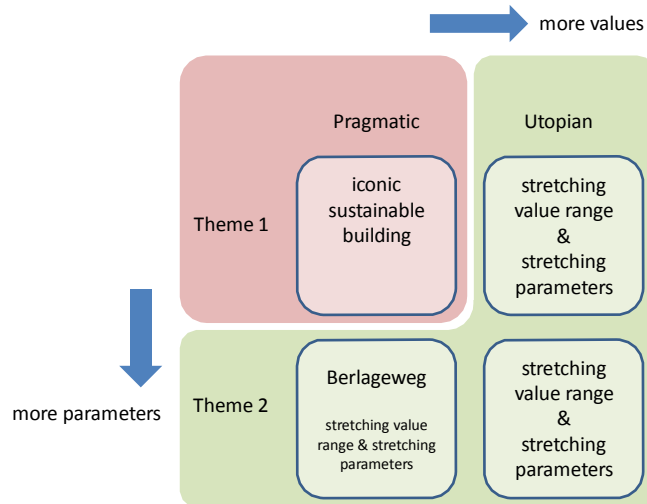 more values
Pragmatic
Utopian
Theme 1
iconic
sustainable
building
stretching
value range
&
stretching
parameters
more parameters
Theme 2
Berlageweg
stretching value
range & stretching
parameters
stretching
value range
&
stretching
parameters